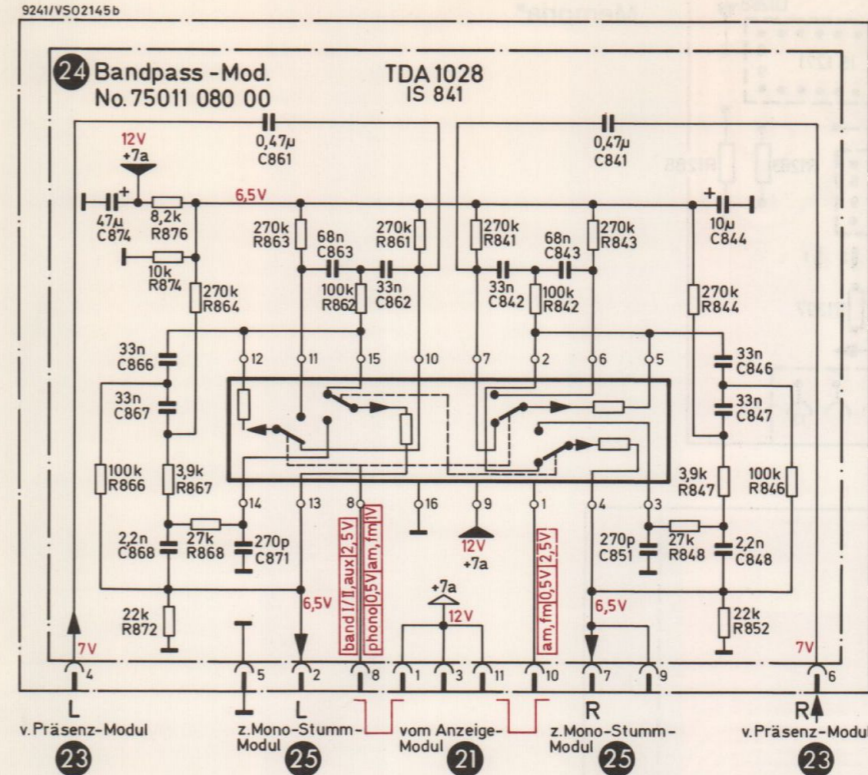 9241/VS02145b
24 Bandpass-Mod. TDA1028
No. 75011 080 00 IS 841
0,47µ 0,47µ
C861 C841
12V
+7a
6,5V
47µ 8,2k 270k 270k 270k 270k 10µ
C874 R876 R863 R861 R841 R843 C844
68n 68n
C863 C843
10k 100k 33n 33n 100k
R874 R862 C862 C842 R842
270k 270k
R864 R844
33n 33n
C866 C846
12 11 15 10 7 2 6 5
33n 33n
C867 C847
100k 3,9k 3,9k 100k
R866 R867 R847 R846
14 13 8 16 9 1 4 3
2,2n 27k 270p 270p 27k 2,2n
C868 R868 C871 C851 R848 C848
12V
+7a
band I/II,aux 2,5V
phono 0,5V am,fm 1V
am,fm 0,5V 2,5V
+7a
12V
6,5V 6,5V
22k 22k
R872 R852
7V 7V
4 5 2 8 1 3 11 10 7 9 6
L L R R
v.Präsenz-Modul z.Mono-Stumm-Modul vom Anzeige-Modul z.Mono-Stumm-Modul v.Präsenz-Modul
23 25 21 25 23